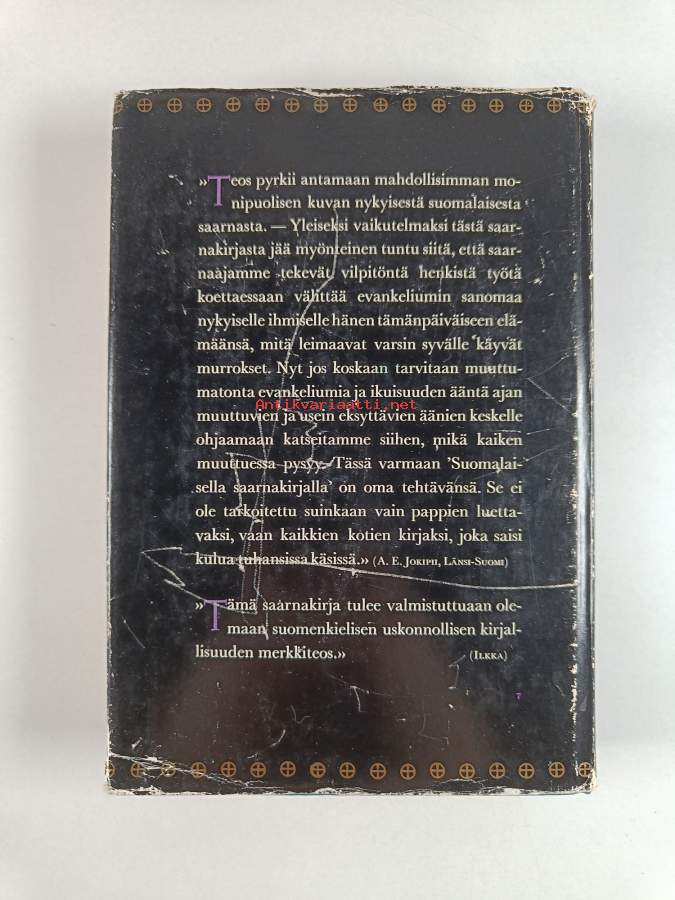 »Teos pyrkii antamaan mahdollisimman mo-
nipuolisen kuvan nykyisestä suomalaisesta
saarnasta. — Yleiseksi vaikutelmaksi tästä saar-
nakirjasta jää myönteinen tuntu siitä, että saar-
naajamme tekevät vilpitöntä henkistä työtä
koettaessaan välittää evankeliumin sanomaa
nykyiselle ihmiselle hänen tämänpäiväiseen elä-
määnsä, mitä leimaavat varsin syvälle käyvät
murrokset. Nyt jos koskaan tarvitaan muuttu-
matonta evankeliumia ja ikuisuuden ääntä ajan
Antikvariaatti.net
muuttuvien ja usein eksyttävien äänien keskelle
ohjaamaan katseitamme siihen, mikä kaiken
muuttuessa pysyy. Tässä varmaan 'Suomalai-
sella saarnakirjalla' on oma tehtävänsä. Se ei
ole tarkoitettu suinkaan vain pappien luetta-
vaksi, vaan kaikkien kotien kirjaksi, joka saisi
kulua tuhansissa käsissä.» (A. E. Jokipii, Länsi-Suomi)
»Tämä saarnakirja tulee valmistuttuaan ole-
maan suomenkielisen uskonnollisen kirjal-
lisuuden merkkiteos.» (Ilkka)
7